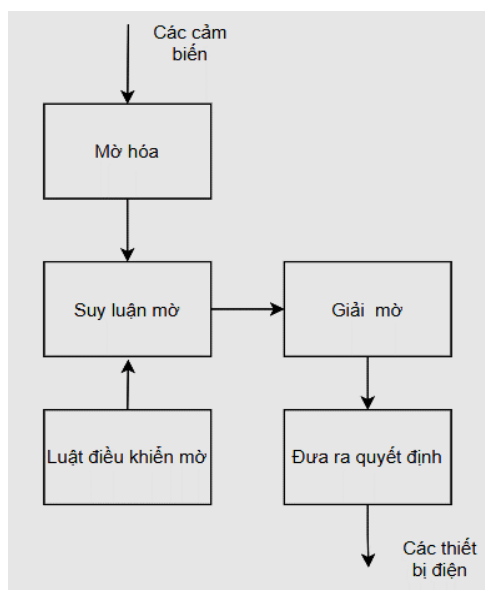 Các cảm
biến
Mờ hóa
Suy luận mờ
Giải mờ
Luật điều khiển mờ
Đưa ra quyết định
Các thiết
bị điện